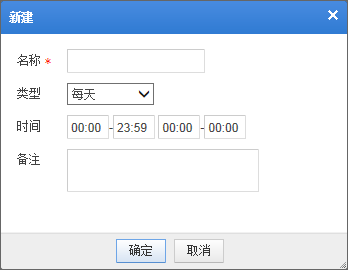 新建
名称 *
类型 每天
时间 00:00 - 23:59 00:00 - 00:00
备注
确定 取消